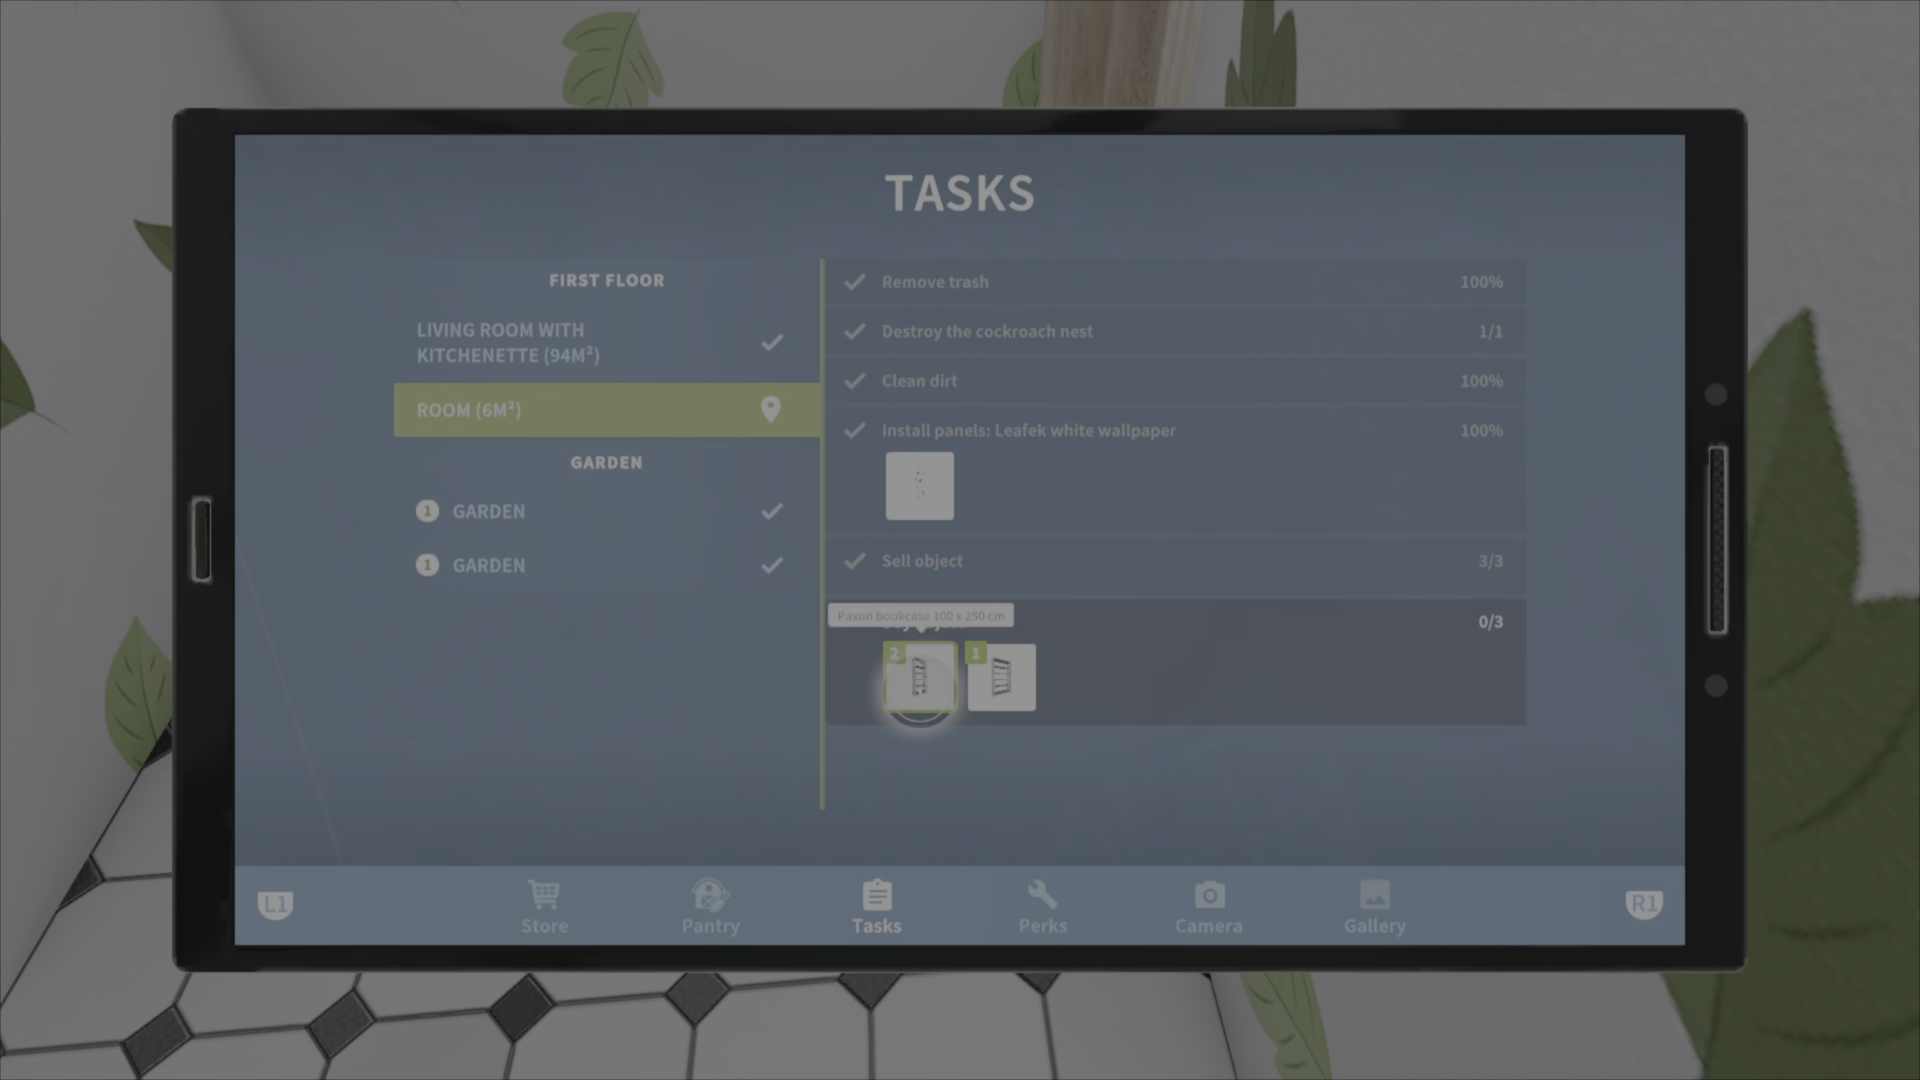 TASKS
FIRST FLOOR
LIVING ROOM WITH
KITCHENETTE (94M²)
ROOM (6M²)
GARDEN
1 GARDEN
1 GARDEN
Remove trash 100%
Destroy the cockroach nest 1/1
Clean dirt 100%
Install panels: Leafek white wallpaper 100%
Sell object 3/3
Paxon bookcase 100 x 250 cm
0/3
2 1
L1 Store Pantry Tasks Perks Camera Gallery R1